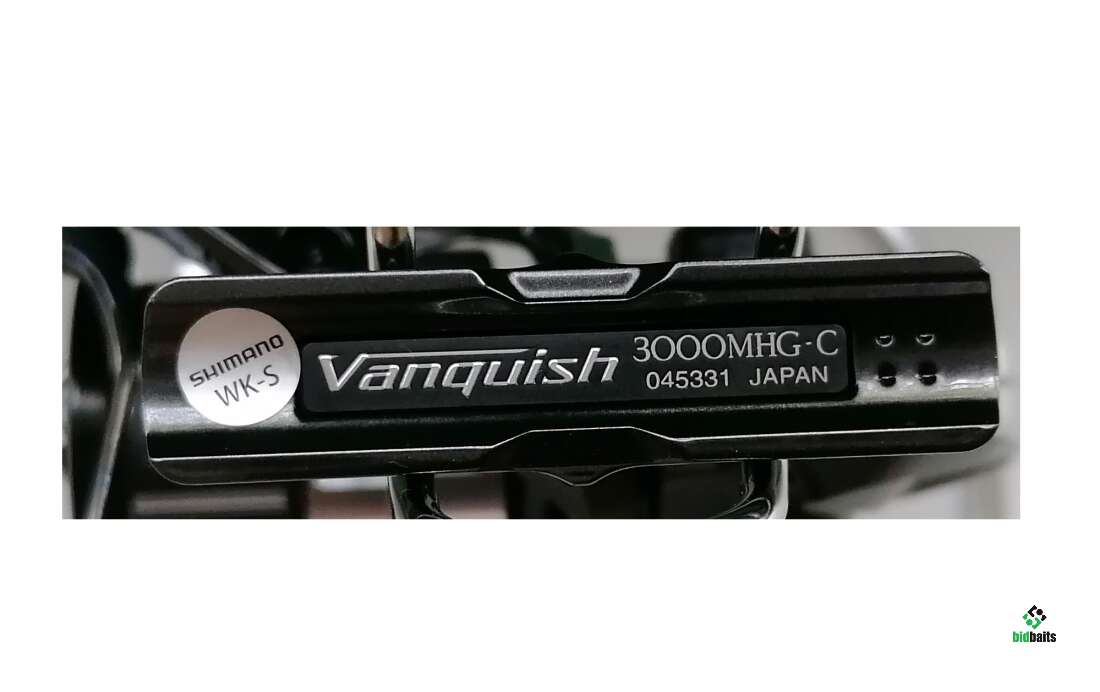 SHIMANO
WK-S
Vanquish
3000MHG-C
045331 JAPAN
bidbaits